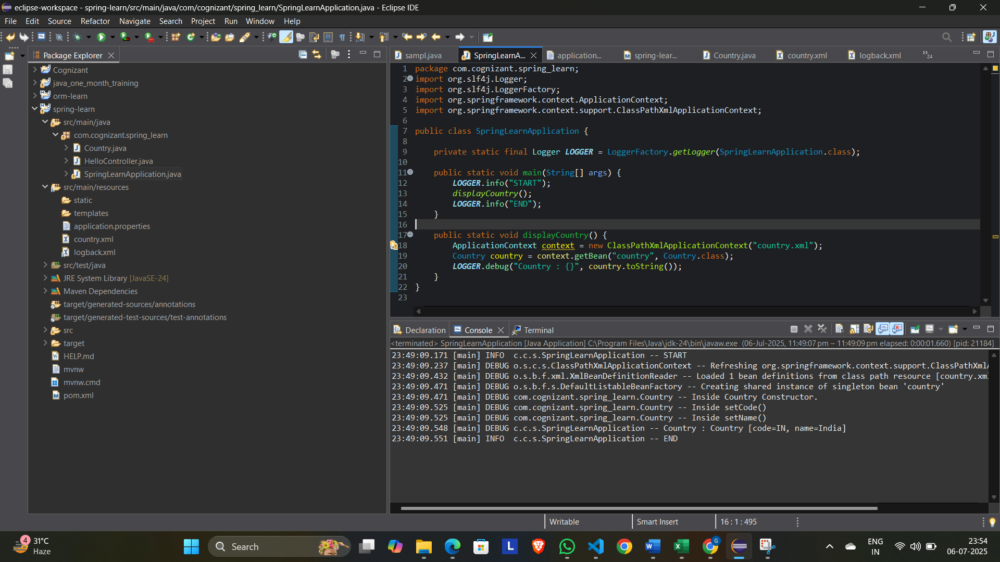 eclipse-workspace - spring-learn/src/main/java/com/cognizant/spring_learn/SpringLearnApplication.java - Eclipse IDE
File Edit Source Refactor Navigate Search Project Run Window Help
Package Explorer
Cognizant
java_one_month_training
orm-learn
spring-learn
src/main/java
com.cognizant.spring_learn
Country.java
HelloController.java
SpringLearnApplication.java
src/main/resources
static
templates
application.properties
country.xml
logback.xml
src/test/java
JRE System Library [JavaSE-24]
Maven Dependencies
target/generated-sources/annotations
target/generated-test-sources/test-annotations
src
target
HELP.md
mvnw
mvnw.cmd
pom.xml
sampl.java SpringLearnA... application... spring-lear... Country.java country.xml logback.xml »24
1 package com.cognizant.spring_learn;
2 import org.slf4j.Logger;
3 import org.slf4j.LoggerFactory;
4 import org.springframework.context.ApplicationContext;
5 import org.springframework.context.support.ClassPathXmlApplicationContext;
6
7 public class SpringLearnApplication {
8
9 private static final Logger LOGGER = LoggerFactory.getLogger(SpringLearnApplication.class);
10
11 public static void main(String[] args) {
12 LOGGER.info("START");
13 displayCountry();
14 LOGGER.info("END");
15 }
16
17 public static void displayCountry() {
18 ApplicationContext context = new ClassPathXmlApplicationContext("country.xml");
19 Country country = context.getBean("country", Country.class);
20 LOGGER.debug("Country : {}", country.toString());
21 }
22 }
23
Declaration Console Terminal
<terminated> SpringLearnApplication [Java Application] C:\Program Files\Java\jdk-24\bin\javaw.exe (06-Jul-2025, 11:49:07 pm – 11:49:09 pm elapsed: 0:00:01.660) [pid: 21184]
23:49:09.171 [main] INFO c.c.s.SpringLearnApplication -- START
23:49:09.237 [main] DEBUG o.s.c.s.ClassPathXmlApplicationContext -- Refreshing org.springframework.context.support.ClassPathXml
23:49:09.432 [main] DEBUG o.s.b.f.xml.XmlBeanDefinitionReader -- Loaded 1 bean definitions from class path resource [country.xm
23:49:09.471 [main] DEBUG o.s.b.f.s.DefaultListableBeanFactory -- Creating shared instance of singleton bean 'country'
23:49:09.471 [main] DEBUG com.cognizant.spring_learn.Country -- Inside Country Constructor.
23:49:09.525 [main] DEBUG com.cognizant.spring_learn.Country -- Inside setCode()
23:49:09.525 [main] DEBUG com.cognizant.spring_learn.Country -- Inside setName()
23:49:09.548 [main] DEBUG c.c.s.SpringLearnApplication -- Country : Country [code=IN, name=India]
23:49:09.551 [main] INFO c.c.s.SpringLearnApplication -- END
Writable Smart Insert 16 : 1 : 495
4 31°C
Haze
Search
ENG
IN
23:54
06-07-2025